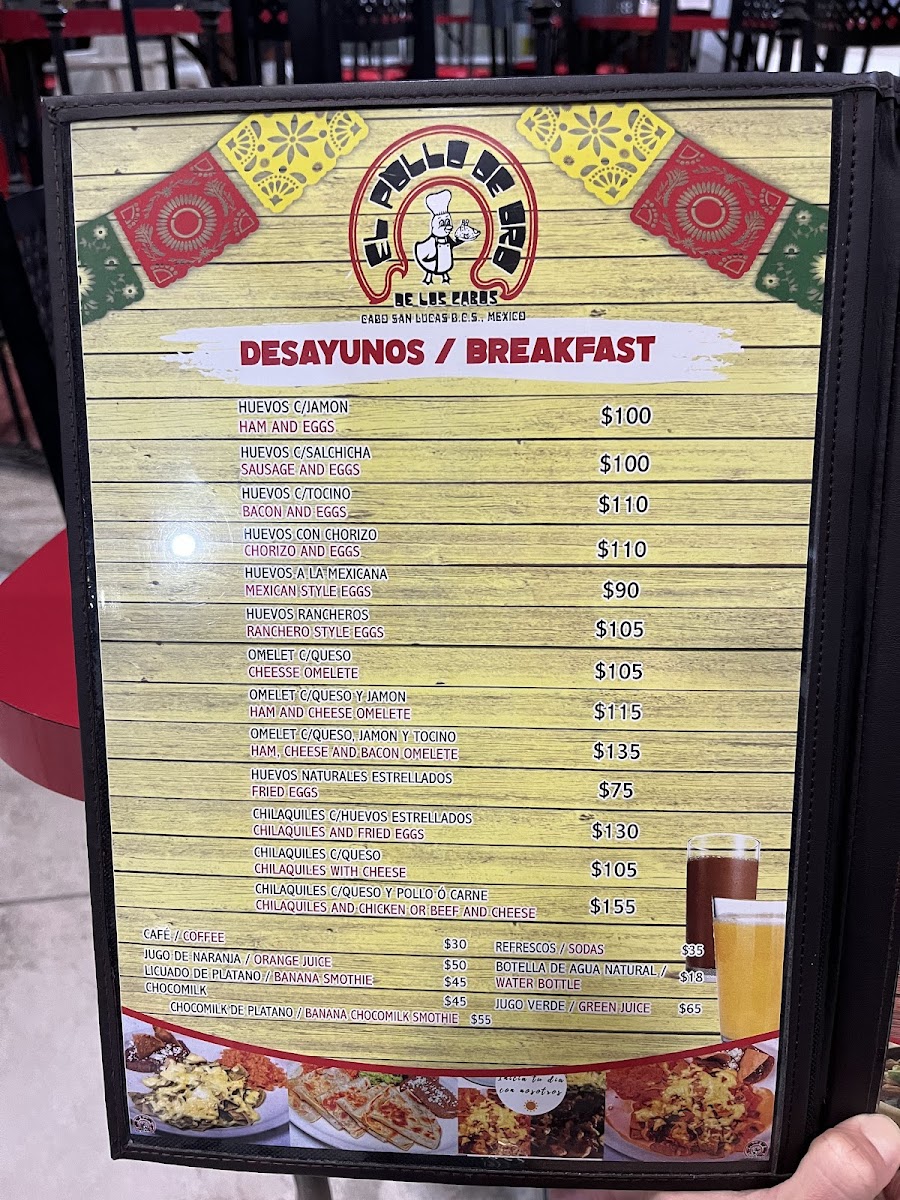 EL POLLO DE ORO
DE LOS CABOS
CABO SAN LUCAS B.C.S., MEXICO
DESAYUNOS / BREAKFAST
HUEVOS C/JAMON
HAM AND EGGS
$100
HUEVOS C/SALCHICHA
SAUSAGE AND EGGS
$100
HUEVOS C/TOCINO
BACON AND EGGS
$110
HUEVOS CON CHORIZO
CHORIZO AND EGGS
$110
HUEVOS A LA MEXICANA
MEXICAN STYLE EGGS
$90
HUEVOS RANCHEROS
RANCHERO STYLE EGGS
$105
OMELET C/QUESO
CHEESSE OMELETE
$105
OMELET C/QUESO Y JAMON
HAM AND CHEESE OMELETE
$115
OMELET C/QUESO, JAMON Y TOCINO
HAM, CHEESE AND BACON OMELETE
$135
HUEVOS NATURALES ESTRELLADOS
FRIED EGGS
$75
CHILAQUILES C/HUEVOS ESTRELLADOS
CHILAQUILES AND FRIED EGGS
$130
CHILAQUILES C/QUESO
CHILAQUILES WITH CHEESE
$105
CHILAQUILES C/QUESO Y POLLO Ó CARNE
CHILAQUILES AND CHICKEN OR BEEF AND CHEESE
$155
CAFÉ / COFFEE $30
JUGO DE NARANJA / ORANGE JUICE $50
LICUADO DE PLATANO / BANANA SMOTHIE $45
CHOCOMILK $45
CHOCOMILK DE PLATANO / BANANA CHOCOMILK SMOTHIE $55
REFRESCOS / SODAS $35
BOTELLA DE AGUA NATURAL /
WATER BOTTLE $18
JUGO VERDE / GREEN JUICE $65
Inicia tu dia
con nosotros